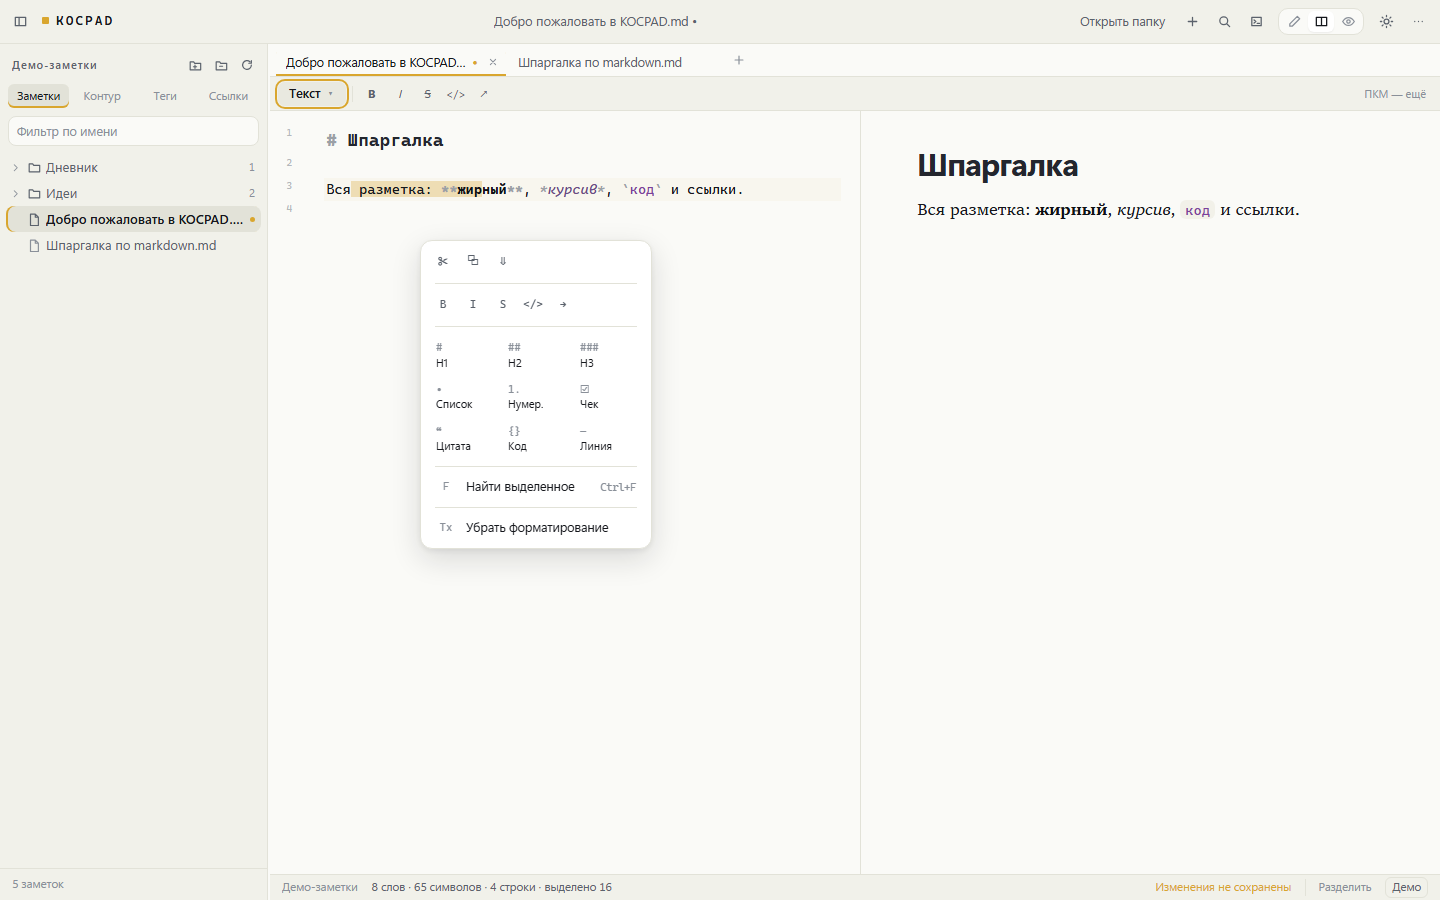 КОСРАD
Добро пожаловать в KOCPAD.md •
Открыть папку
Демо-заметки
Заметки Контур Теги Ссылки
Фильтр по имени
Дневник 1
Идеи 2
Добро пожаловать в KOCPAD....
Шпаргалка по markdown.md
5 заметок
Добро пожаловать в KOCPAD... • ×
Шпаргалка по markdown.md
+
Текст B I S </> ↗ ПКМ — ещё
1 # Шпаргалка
2
3 Вся разметка: **жирный**, *курсив*, `код` и ссылки.
4
B I S </> →
# ## ###
H1 H2 H3
• 1. ☑
Список Нумер. Чек
❝ {} —
Цитата Код Линия
F Найти выделенное Ctrl+F
Tx Убрать форматирование
Шпаргалка
Вся разметка: жирный, курсив, код и ссылки.
Демо-заметки 8 слов · 65 символов · 4 строки · выделено 16
Изменения не сохранены Разделить Демо